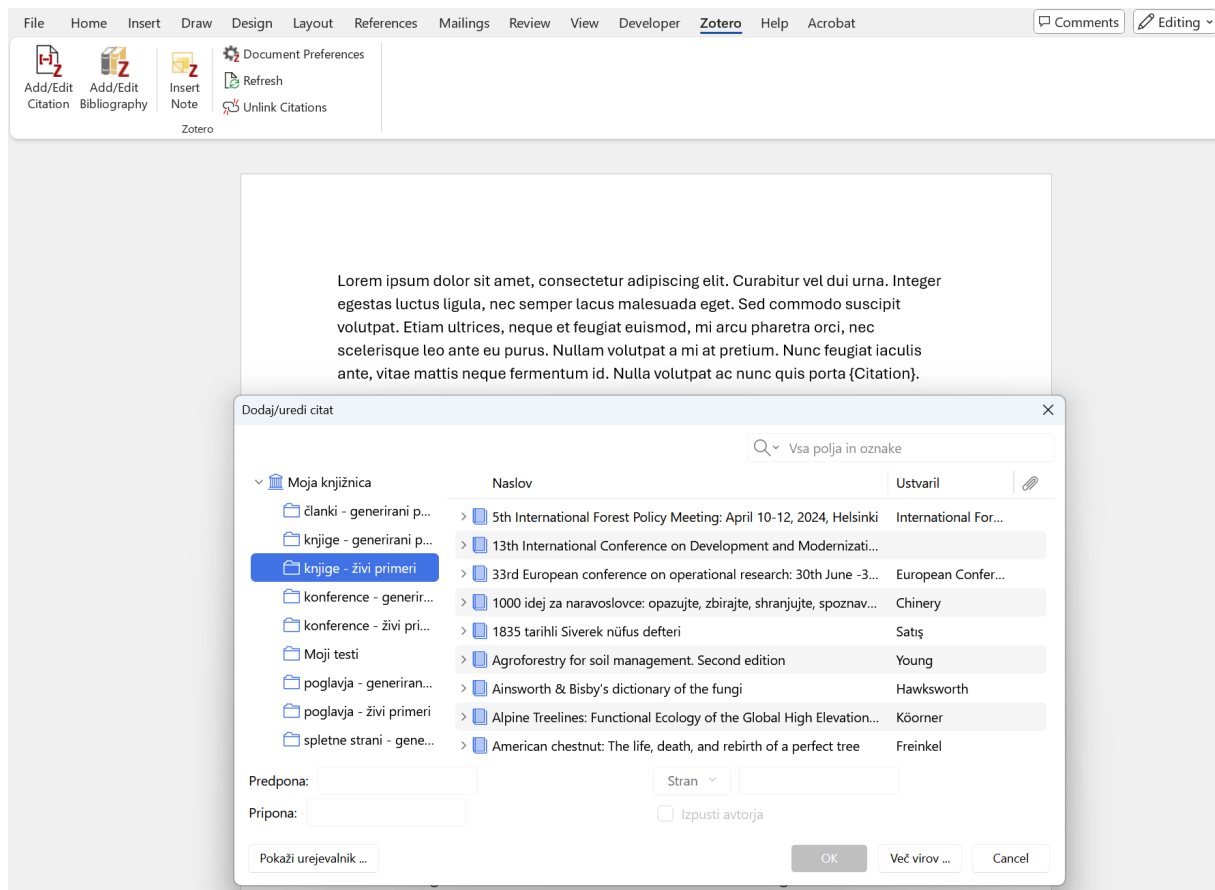 File Home Insert Draw Design Layout References Mailings Review View Developer Zotero Help Acrobat Comments Editing
Add/Edit Citation
Add/Edit Bibliography
Insert Note
Document Preferences
Refresh
Unlink Citations
Zotero
Lorem ipsum dolor sit amet, consectetur adipiscing elit. Curabitur vel dui urna. Integer
egestas luctus ligula, nec semper lacus malesuada eget. Sed commodo suscipit
volutpat. Etiam ultrices, neque et feugiat euismod, mi arcu pharetra orci, nec
scelerisque leo ante eu purus. Nullam volutpat a mi at pretium. Nunc feugiat iaculis
ante, vitae mattis neque fermentum id. Nulla volutpat ac nunc quis porta {Citation}.
Dodaj/uredi citat
Vsa polja in oznake
Moja knjižnica
članki - generirani p...
knjige - generirani p...
knjige - živi primeri
konference - generir...
konference - živi pri...
Moji testi
poglavja - generiran...
poglavja - živi primeri
spletne strani - gene...
Naslov Ustvaril
5th International Forest Policy Meeting: April 10-12, 2024, Helsinki International For...
13th International Conference on Development and Modernizati...
33rd European conference on operational research: 30th June -3... European Confer...
1000 idej za naravoslovce: opazujte, zbirajte, shranjujte, spoznav... Chinery
1835 tarihli Siverek nüfus defteri Satış
Agroforestry for soil management. Second edition Young
Ainsworth & Bisby's dictionary of the fungi Hawksworth
Alpine Treelines: Functional Ecology of the Global High Elevation... Köorner
American chestnut: The life, death, and rebirth of a perfect tree Freinkel
Predpona: Stran
Pripona: Izpusti avtorja
Pokaži urejevalnik ... OK Več virov ... Cancel